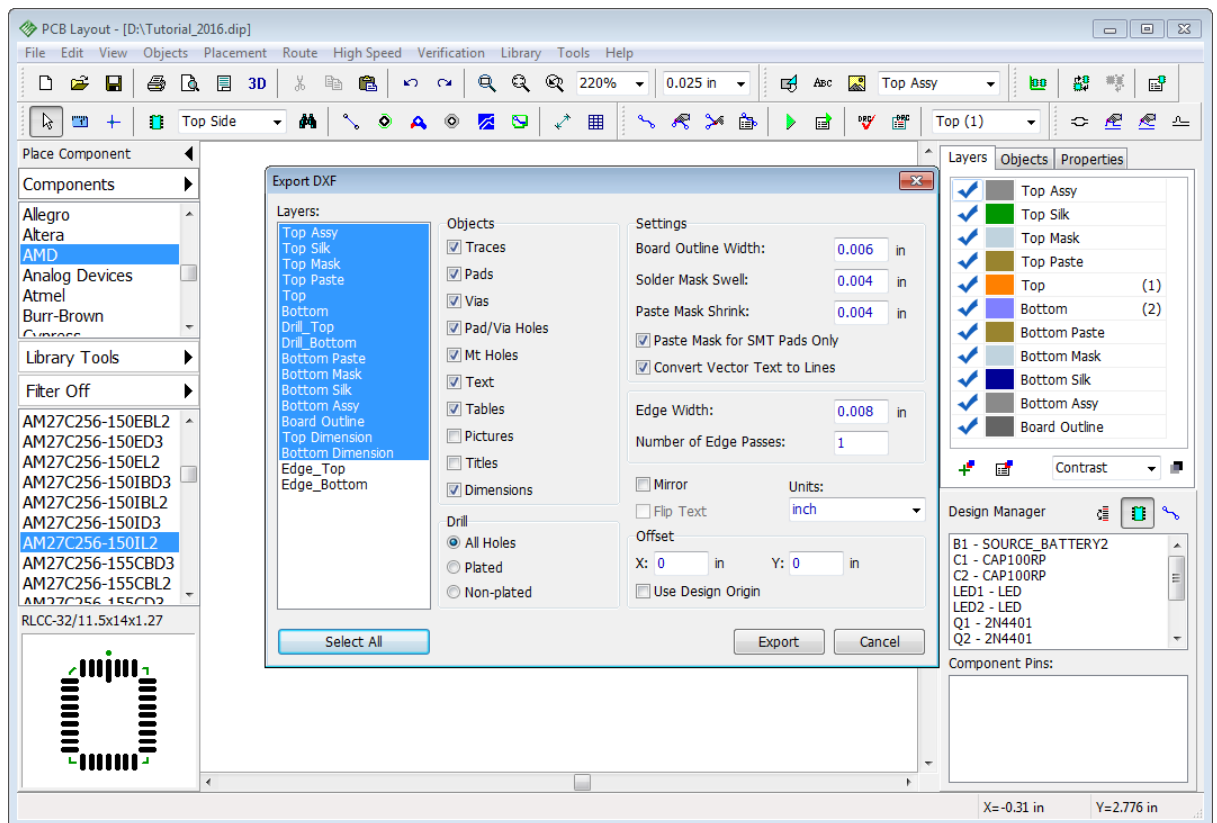 PCB Layout - [D:\Tutorial_2016.dip]
File Edit View Objects Placement Route High Speed Verification Library Tools Help
3D 220% 0.025 in ABC Top Assy
Top Side DRC DRC Top (1)
Place Component
Components
Allegro
Altera
AMD
Analog Devices
Atmel
Burr-Brown
Cypress
Library Tools
Filter Off
AM27C256-150EBL2
AM27C256-150ED3
AM27C256-150EL2
AM27C256-150IBD3
AM27C256-150IBL2
AM27C256-150ID3
AM27C256-150IL2
AM27C256-155CBD3
AM27C256-155CBL2
AM27C256-155CD3
RLCC-32/11.5x14x1.27
Export DXF
Layers:
Top Assy
Top Silk
Top Mask
Top Paste
Top
Bottom
Drill_Top
Drill_Bottom
Bottom Paste
Bottom Mask
Bottom Silk
Bottom Assy
Board Outline
Top Dimension
Bottom Dimension
Edge_Top
Edge_Bottom
Select All
Objects
Traces
Pads
Vias
Pad/Via Holes
Mt Holes
Text
Tables
Pictures
Titles
Dimensions
Drill
All Holes
Plated
Non-plated
Settings
Board Outline Width: 0.006 in
Solder Mask Swell: 0.004 in
Paste Mask Shrink: 0.004 in
Paste Mask for SMT Pads Only
Convert Vector Text to Lines
Edge Width: 0.008 in
Number of Edge Passes: 1
Mirror Units:
Flip Text inch
Offset
X: 0 in Y: 0 in
Use Design Origin
Export Cancel
Layers Objects Properties
Top Assy
Top Silk
Top Mask
Top Paste
Top (1)
Bottom (2)
Bottom Paste
Bottom Mask
Bottom Silk
Bottom Assy
Board Outline
Contrast
Design Manager
B1 - SOURCE_BATTERY2
C1 - CAP100RP
C2 - CAP100RP
LED1 - LED
LED2 - LED
Q1 - 2N4401
Q2 - 2N4401
Component Pins:
X=-0.31 in Y=2.776 in